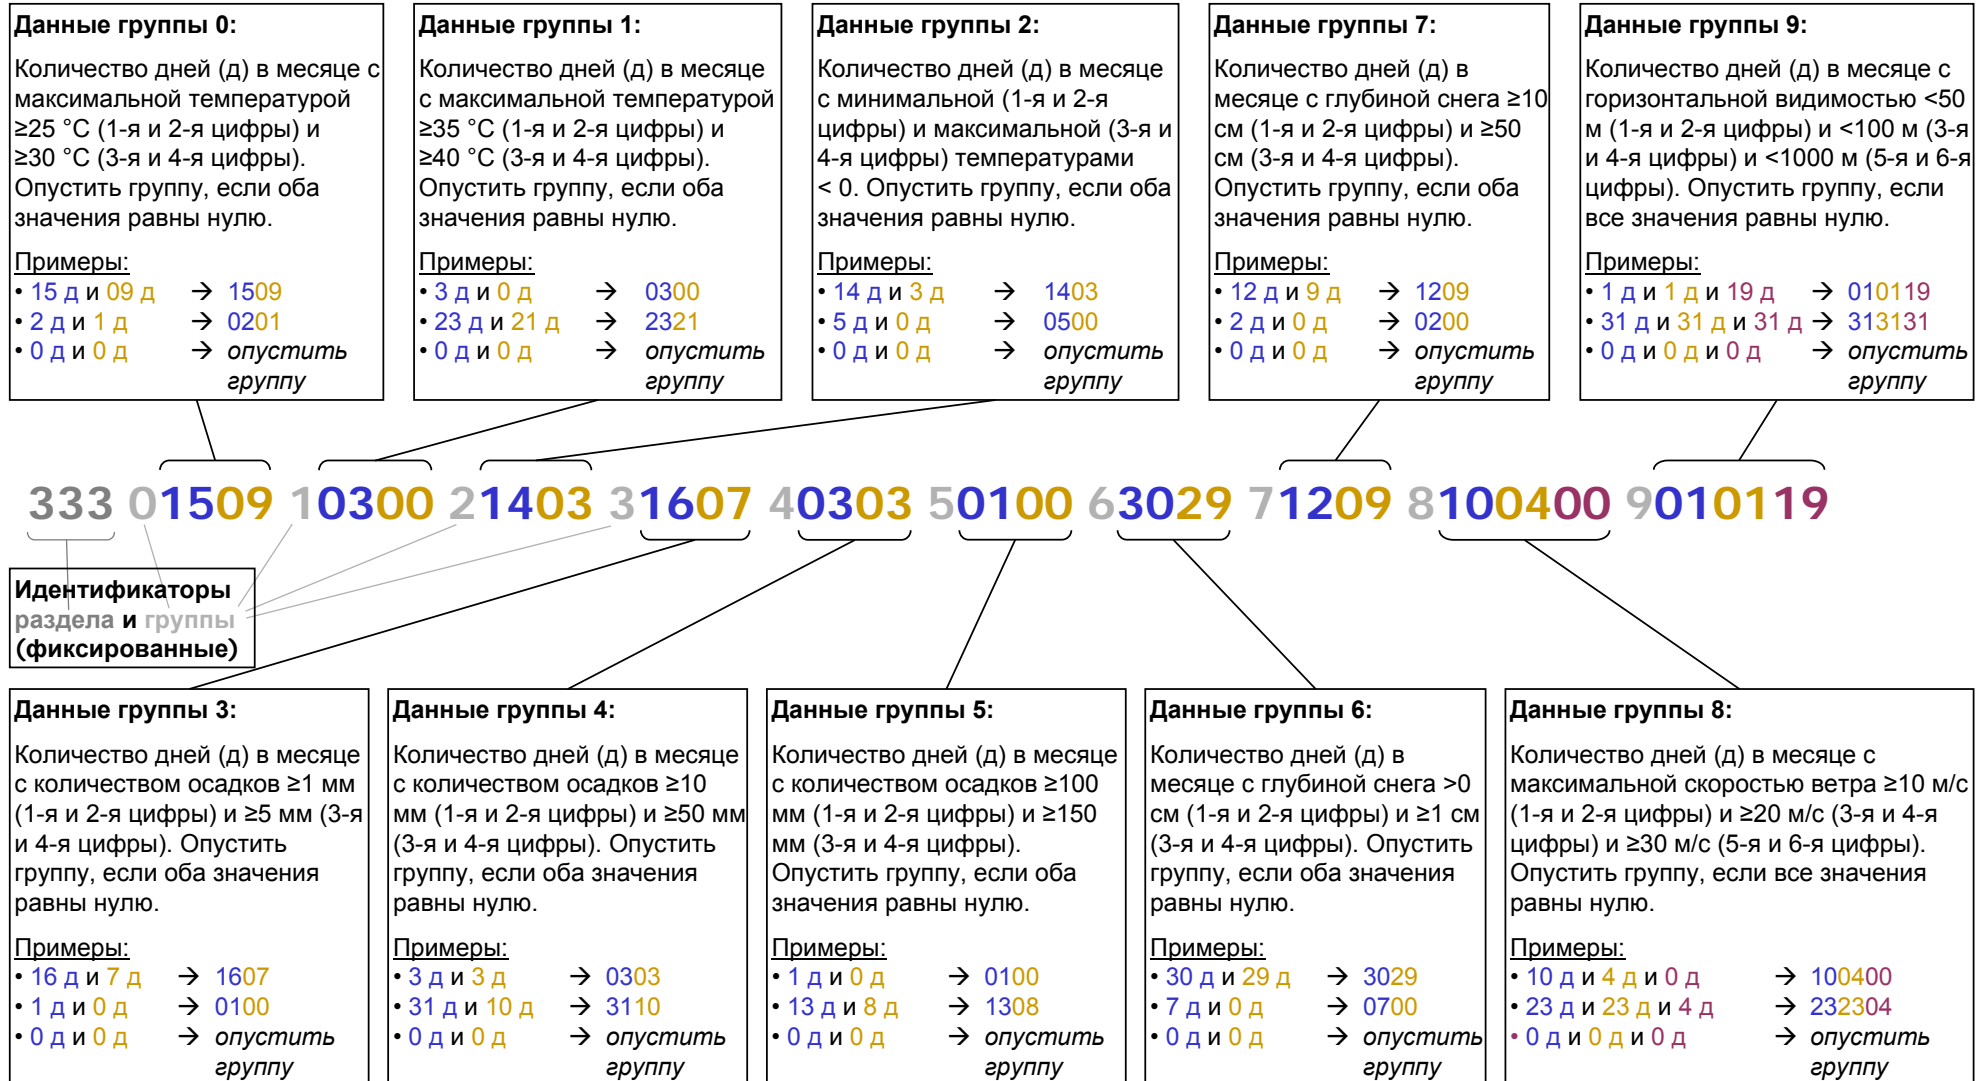 Данные группы 0:
Количество дней (д) в месяце с
максимальной температурой
≥25 °C (1-я и 2-я цифры) и
≥30 °C (3-я и 4-я цифры).
Опустить группу, если оба
значения равны нулю.
Примеры:
• 15 д и 09 д → 1509
• 2 д и 1 д → 0201
• 0 д и 0 д → опустить
группу
Данные группы 1:
Количество дней (д) в месяце
с максимальной температурой
≥35 °C (1-я и 2-я цифры) и
≥40 °C (3-я и 4-я цифры).
Опустить группу, если оба
значения равны нулю.
Примеры:
• 3 д и 0 д → 0300
• 23 д и 21 д → 2321
• 0 д и 0 д → опустить
группу
Данные группы 2:
Количество дней (д) в месяце
с минимальной (1-я и 2-я
цифры) и максимальной (3-я и
4-я цифры) температурами
< 0. Опустить группу, если оба
значения равны нулю.
Примеры:
• 14 д и 3 д → 1403
• 5 д и 0 д → 0500
• 0 д и 0 д → опустить
группу
Данные группы 7:
Количество дней (д) в
месяце с глубиной снега ≥10
см (1-я и 2-я цифры) и ≥50
см (3-я и 4-я цифры).
Опустить группу, если оба
значения равны нулю.
Примеры:
• 12 д и 9 д → 1209
• 2 д и 0 д → 0200
• 0 д и 0 д → опустить
группу
Данные группы 9:
Количество дней (д) в месяце с
горизонтальной видимостью <50
м (1-я и 2-я цифры) и <100 м (3-я
и 4-я цифры) и <1000 м (5-я и 6-я
цифры). Опустить группу, если
все значения равны нулю.
Примеры:
• 1 д и 1 д и 19 д → 010119
• 31 д и 31 д и 31 д → 313131
• 0 д и 0 д и 0 д → опустить
группу
333 01509 10300 21403 31607 40303 50100 63029 71209 8100400 9010119
Идентификаторы
раздела и группы
(фиксированные)
Данные группы 3:
Количество дней (д) в месяце
с количеством осадков ≥1 мм
(1-я и 2-я цифры) и ≥5 мм (3-я
и 4-я цифры). Опустить
группу, если оба значения
равны нулю.
Примеры:
• 16 д и 7 д → 1607
• 1 д и 0 д → 0100
• 0 д и 0 д → опустить
группу
Данные группы 4:
Количество дней (д) в месяце
с количеством осадков ≥10
мм (1-я и 2-я цифры) и ≥50 мм
(3-я и 4-я цифры). Опустить
группу, если оба значения
равны нулю.
Примеры:
• 3 д и 3 д → 0303
• 31 д и 10 д → 3110
• 0 д и 0 д → опустить
группу
Данные группы 5:
Количество дней (д) в месяце
с количеством осадков ≥100
мм (1-я и 2-я цифры) и ≥150
мм (3-я и 4-я цифры).
Опустить группу, если оба
значения равны нулю.
Примеры:
• 1 д и 0 д → 0100
• 13 д и 8 д → 1308
• 0 д и 0 д → опустить
группу
Данные группы 6:
Количество дней (д) в
месяце с глубиной снега >0
см (1-я и 2-я цифры) и ≥1 см
(3-я и 4-я цифры). Опустить
группу, если оба значения
равны нулю.
Примеры:
• 30 д и 29 д → 3029
• 7 д и 0 д → 0700
• 0 д и 0 д → опустить
группу
Данные группы 8:
Количество дней (д) в месяце с
максимальной скоростью ветра ≥10 м/с
(1-я и 2-я цифры) и ≥20 м/с (3-я и 4-я
цифры) и ≥30 м/с (5-я и 6-я цифры).
Опустить группу, если все значения
равны нулю.
Примеры:
• 10 д и 4 д и 0 д → 100400
• 23 д и 23 д и 4 д → 232304
• 0 д и 0 д и 0 д → опустить
группу